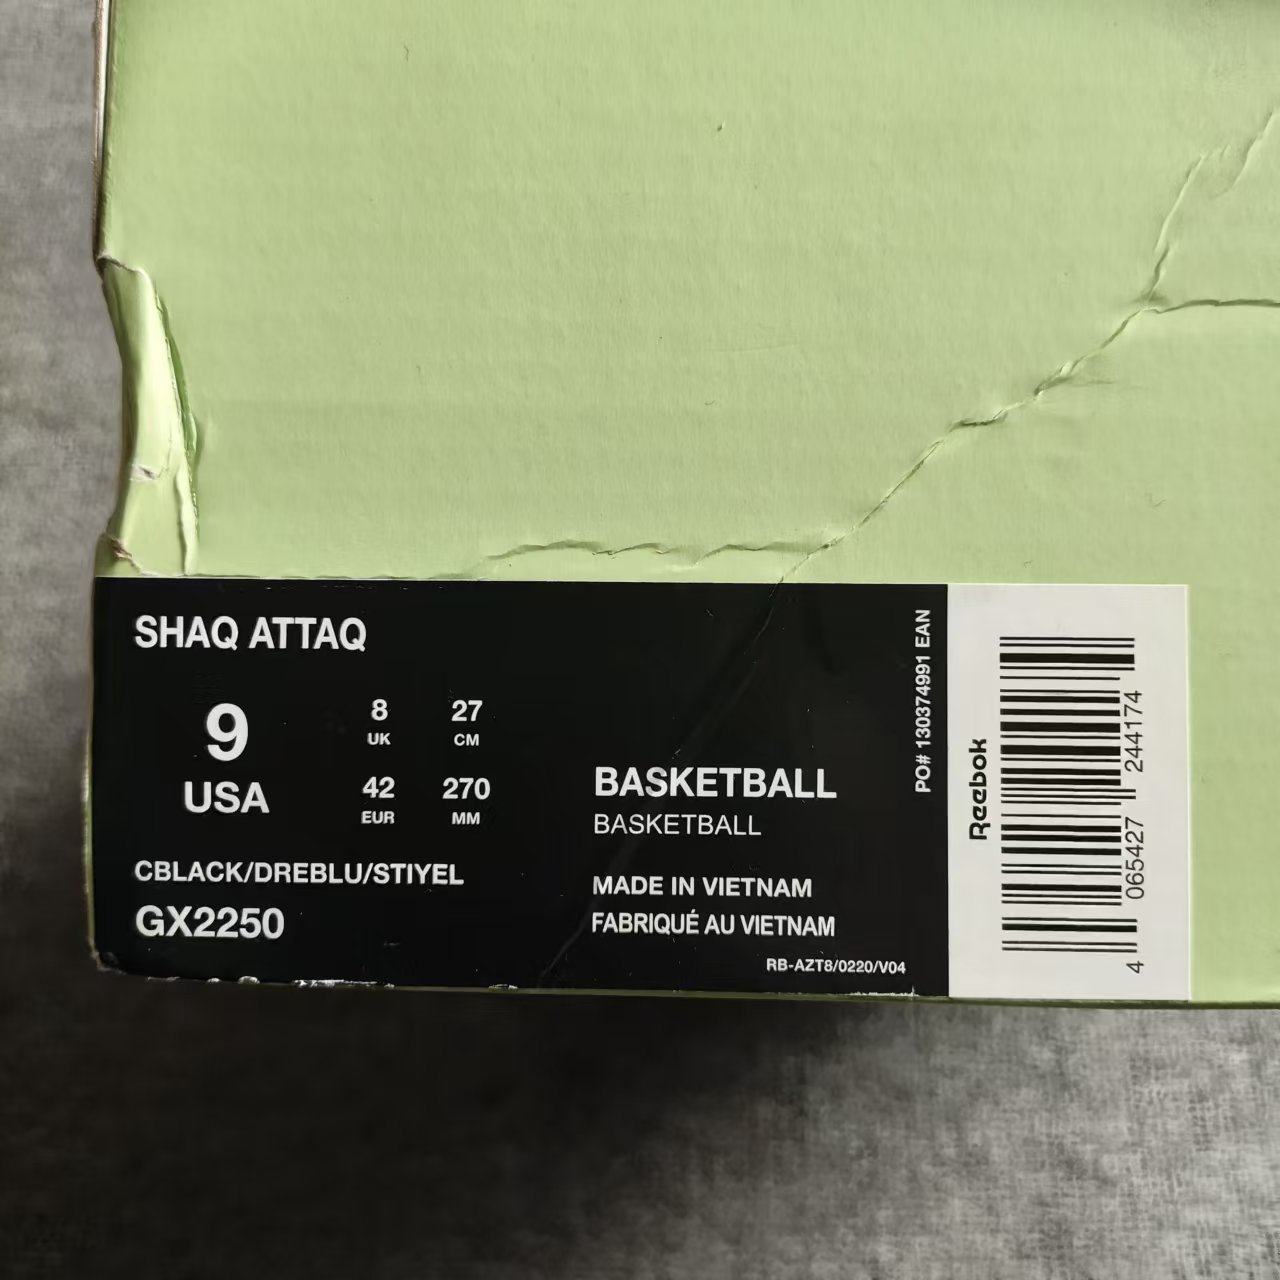 SHAQ ATTAQ
9
USA
8
UK
27
CM
42
EUR
270
MM
CBLACK/DREBLU/STIYEL
GX2250
BASKETBALL
BASKETBALL
MADE IN VIETNAM
FABRIQUÉ AU VIETNAM
RB-AZT8/0220/V04
PO# 130374991 EAN
Reebok
4 065427 244174